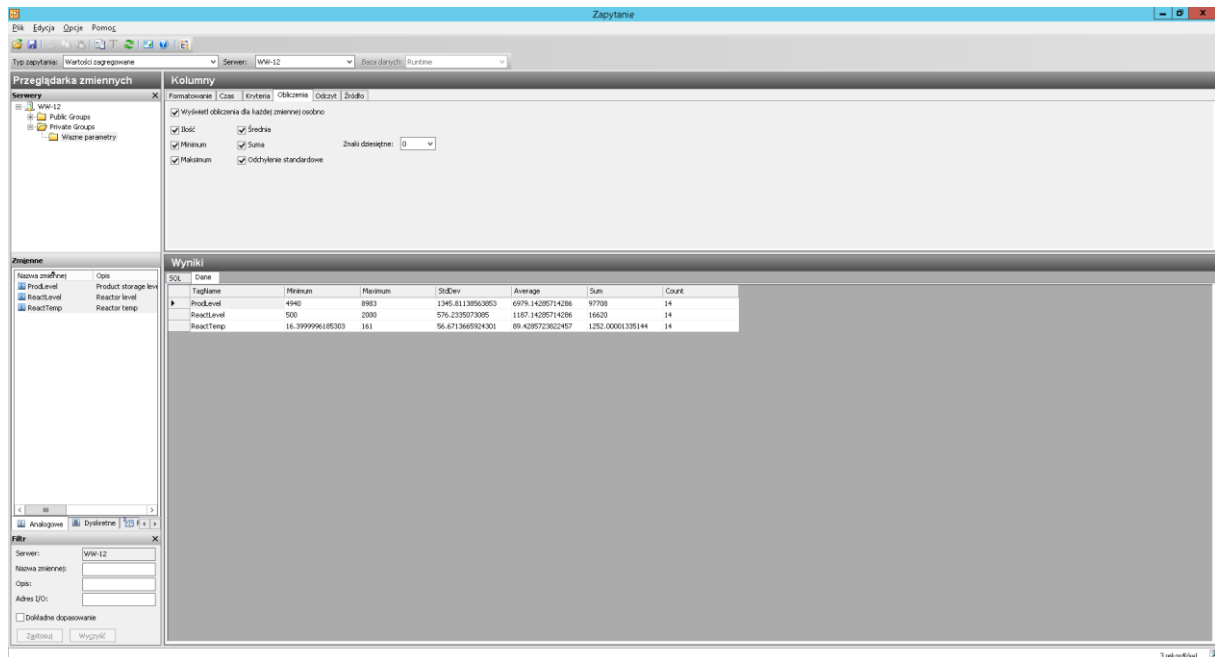 Zapytanie
Plik Edycja Opcje Pomoc
Typ zapytania: Wartości zagregowane Serwer: WW-12 Baza danych: Runtime
Przeglądarka zmiennych
Serwery
WW-12
Public Groups
Private Groups
Wazne parametry
Kolumny
Formatowanie Czas Kryteria Obliczenia Odczyt Źródło
Wyświetl obliczenia dla każdej zmiennej osobno
Ilość Średnia
Minimum Suma Znaki dziesiętne: 0
Maksimum Odchylenie standardowe
Zmienne
Nazwa zmiennej Opis
ProdLevel Product storage leve
ReactLevel Reactor level
ReactTemp Reactor temp
Analogowe Dyskretne
Filtr
Serwer: WW-12
Nazwa zmiennej:
Opis:
Adres I/O:
Dokładne dopasowanie
Zastosuj Wyczyść
Wyniki
SQL Dane
TagName Minimum Maximum StdDev Average Sum Count
ProdLevel 4940 8983 1345.81138563853 6979.14285714286 97708 14
ReactLevel 500 2000 576.2335073085 1187.14285714286 16620 14
ReactTemp 16.3999996185303 161 56.6713665924301 89.4285723822457 1252.00001335144 14
3 rekord(ów)